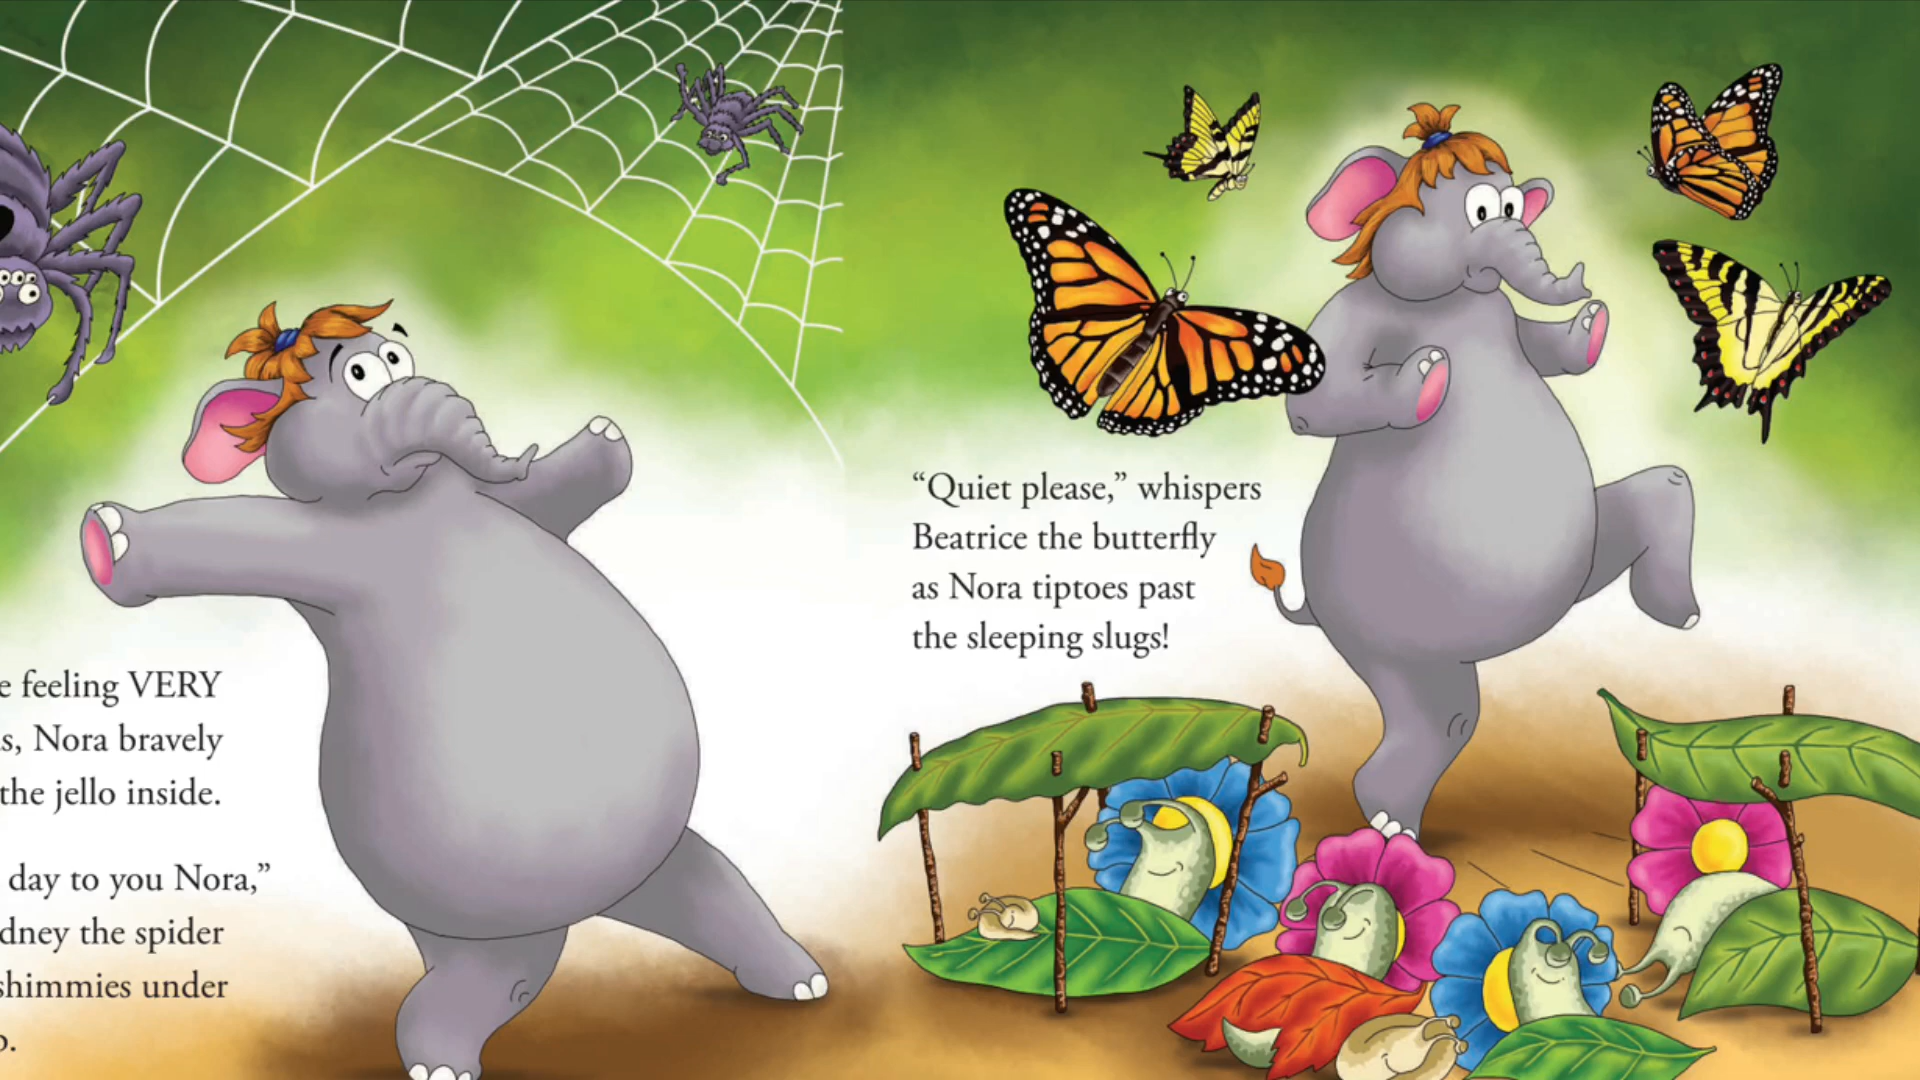 e feeling VERY
s, Nora bravely
the jello inside.
day to you Nora,”
dney the spider
shimmies under
“Quiet please,” whispers
Beatrice the butterfly
as Nora tiptoes past
the sleeping slugs!